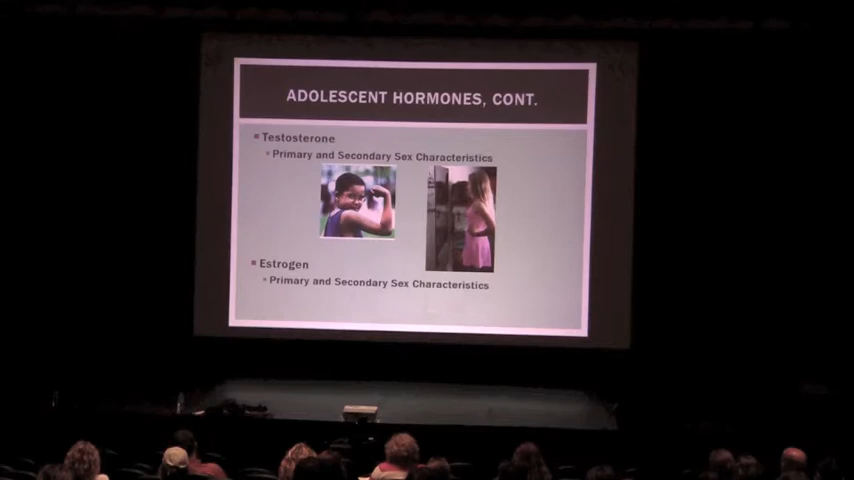 ADOLESCENT HORMONES, CONT.
Testosterone
Primary and Secondary Sex Characteristics
Estrogen
Primary and Secondary Sex Characteristics